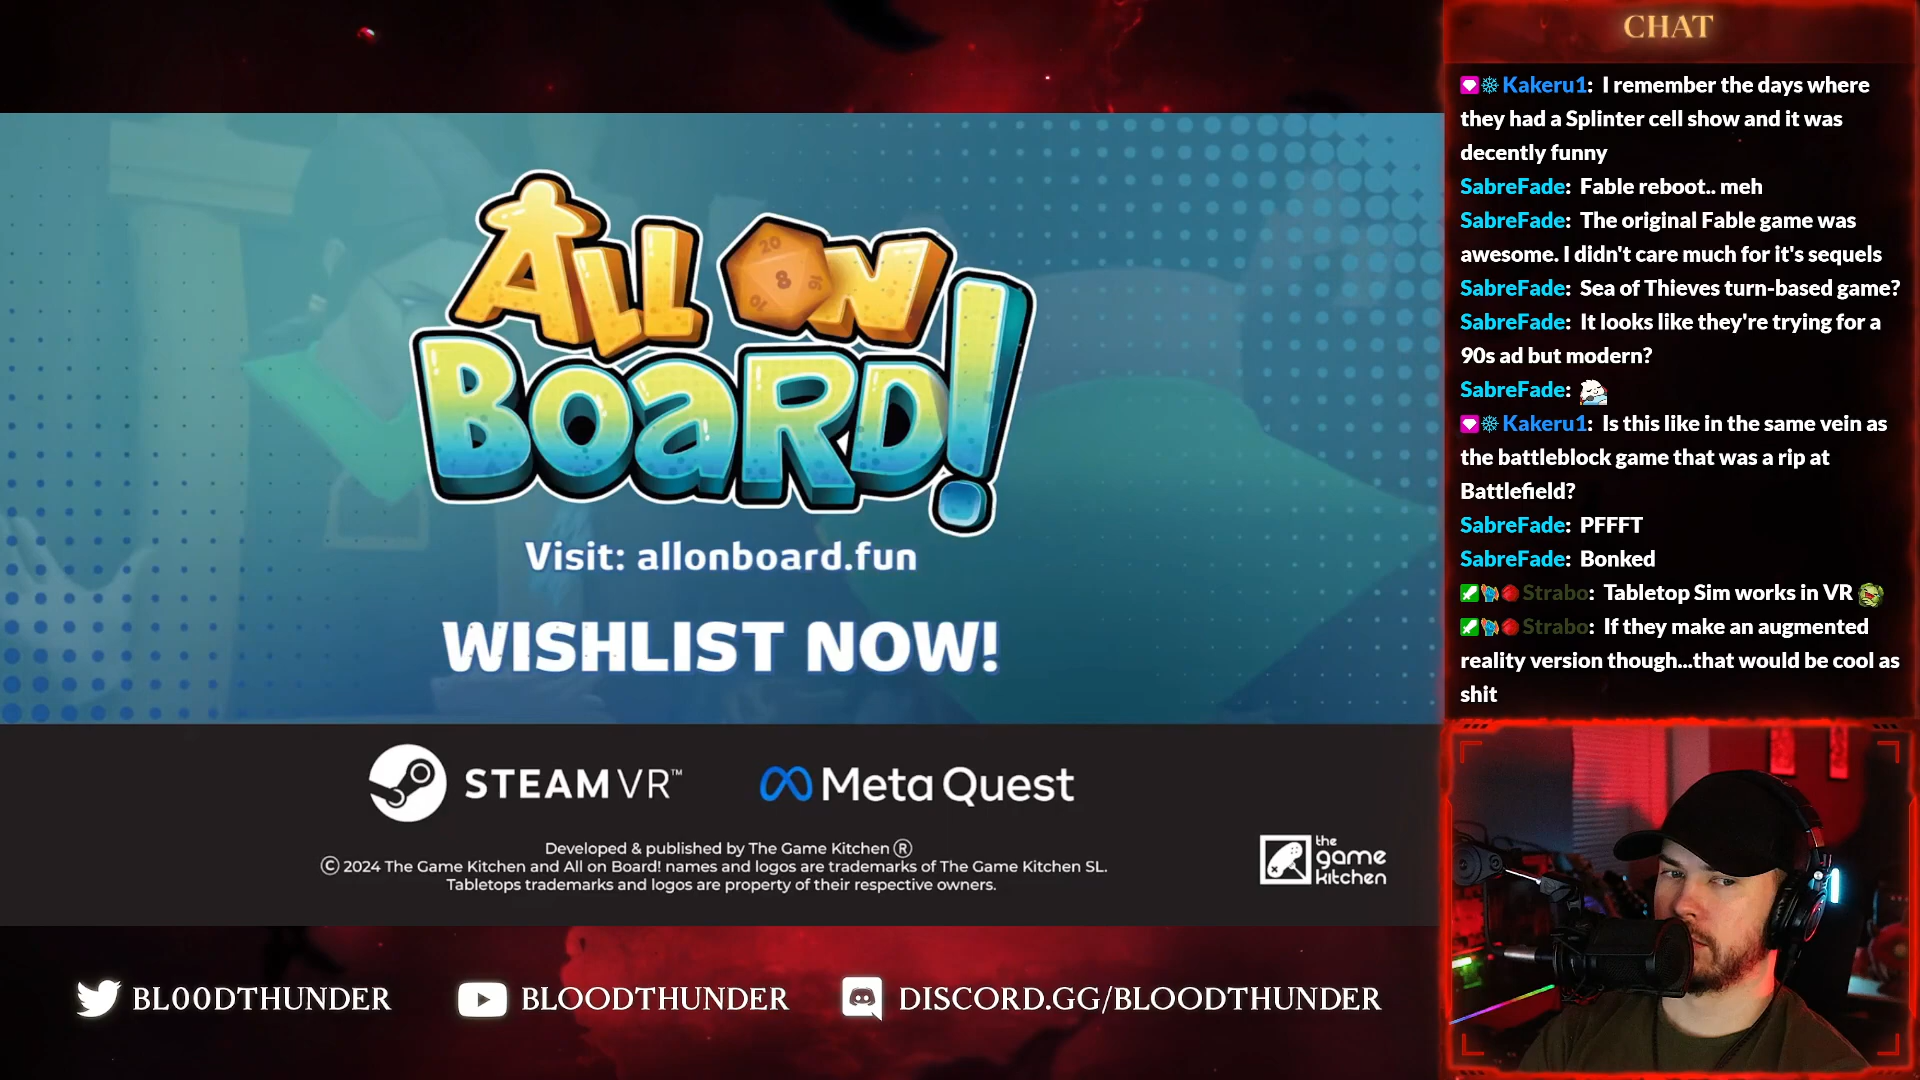 ALL ON
20
8
16
10
BOARD!
Visit: allonboard.fun
WISHLIST NOW!
STEAM VR™
Meta Quest
Developed & published by The Game Kitchen ®
© 2024 The Game Kitchen and All on Board! names and logos are trademarks of The Game Kitchen SL.
Tabletops trademarks and logos are property of their respective owners.
the
game
kitchen
BL00DTHUNDER
BLOODTHUNDER
DISCORD.GG/BLOODTHUNDER
CHAT
Kakeru1: I remember the days where
they had a Splinter cell show and it was
decently funny
SabreFade: Fable reboot.. meh
SabreFade: The original Fable game was
awesome. I didn't care much for it's sequels
SabreFade: Sea of Thieves turn-based game?
SabreFade: It looks like they're trying for a
90s ad but modern?
SabreFade:
Kakeru1: Is this like in the same vein as
the battleblock game that was a rip at
Battlefield?
SabreFade: PFFFT
SabreFade: Bonked
Strabo: Tabletop Sim works in VR
Strabo: If they make an augmented
reality version though...that would be cool as
shit